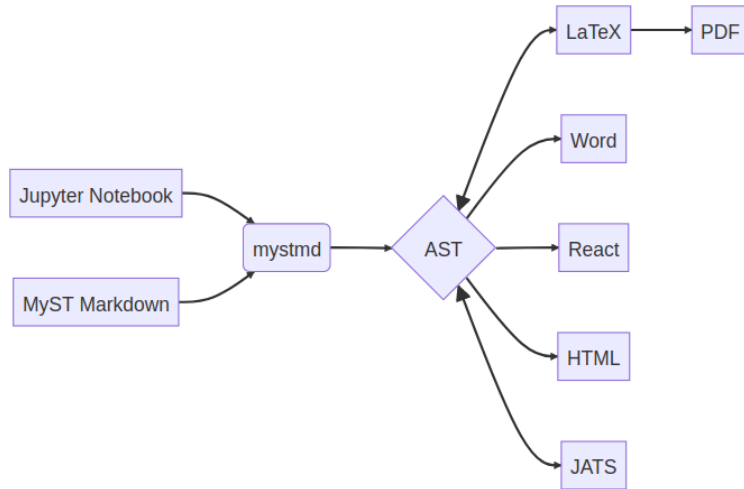 LaTeX
PDF
Word
Jupyter Notebook
mystmd
AST
React
MyST Markdown
HTML
JATS